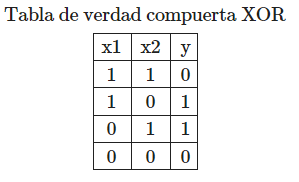 Tabla de verdad compuerta XOR
x1 x2 y
1 1 0
1 0 1
0 1 1
0 0 0